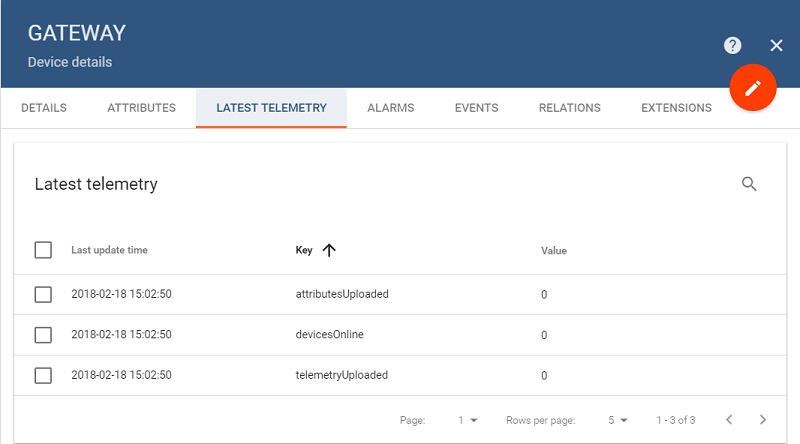 GATEWAY
Device details
DETAILS ATTRIBUTES LATEST TELEMETRY ALARMS EVENTS RELATIONS EXTENSIONS
Latest telemetry
Last update time Key Value
2018-02-18 15:02:50 attributesUploaded 0
2018-02-18 15:02:50 devicesOnline 0
2018-02-18 15:02:50 telemetryUploaded 0
Page: 1 Rows per page: 5 1 - 3 of 3